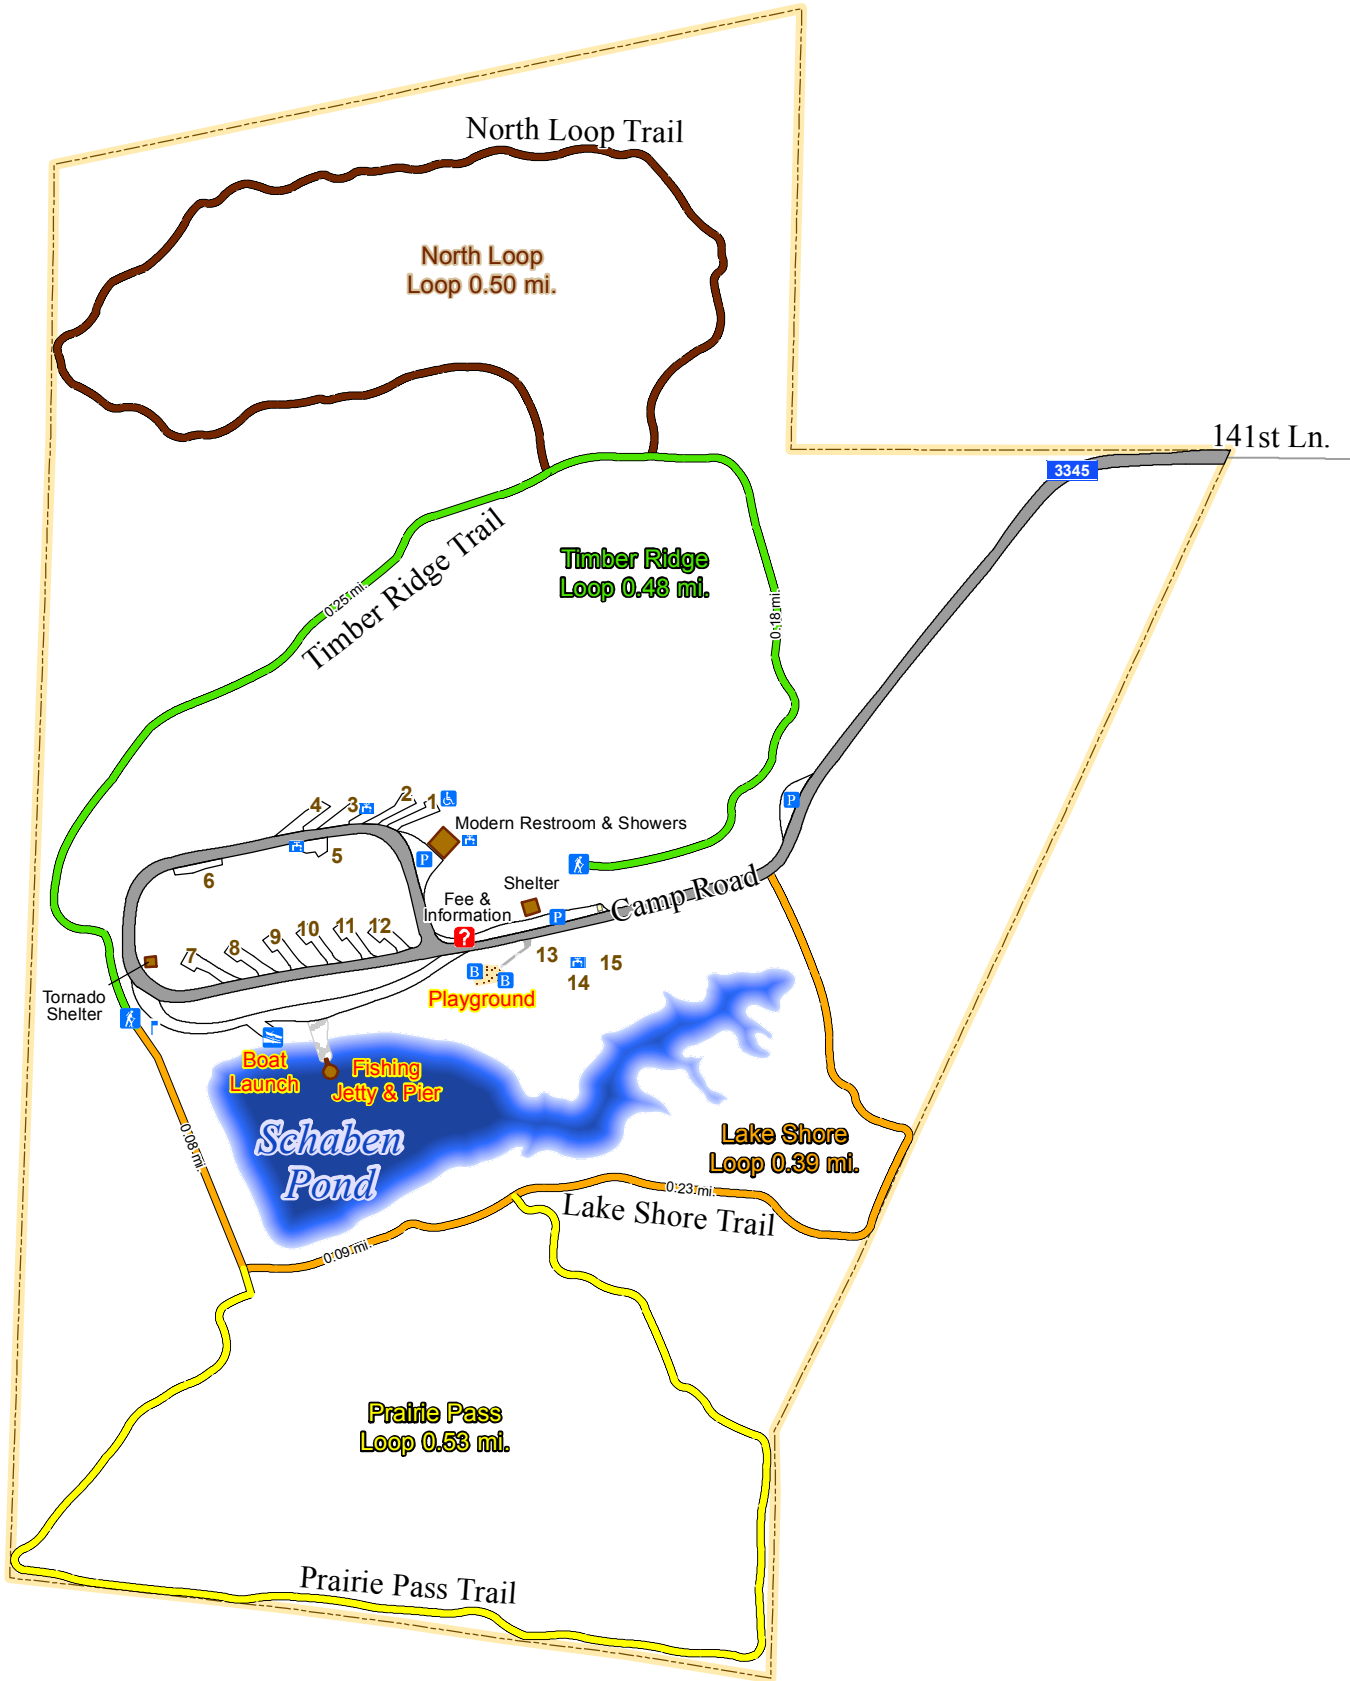 North Loop Trail
North Loop
Loop 0.50 mi.
141st Ln.
3345
Timber Ridge Trail
Timber Ridge
Loop 0.48 mi.
0.25 mi.
0.18 mi.
4
3
2
1
P
Modern Restroom & Showers
5
P
6
Shelter
Fee &
Information
P
Camp Road
?
7
8
9
10
11
12
13
14
15
B
B
Playground
Tornado
Shelter
Boat
Launch
Fishing
Jetty & Pier
Schaben
Pond
0.08 mi.
Lake Shore
Loop 0.39 mi.
0.23 mi.
Lake Shore Trail
0.09 mi.
Prairie Pass
Loop 0.53 mi.
Prairie Pass Trail